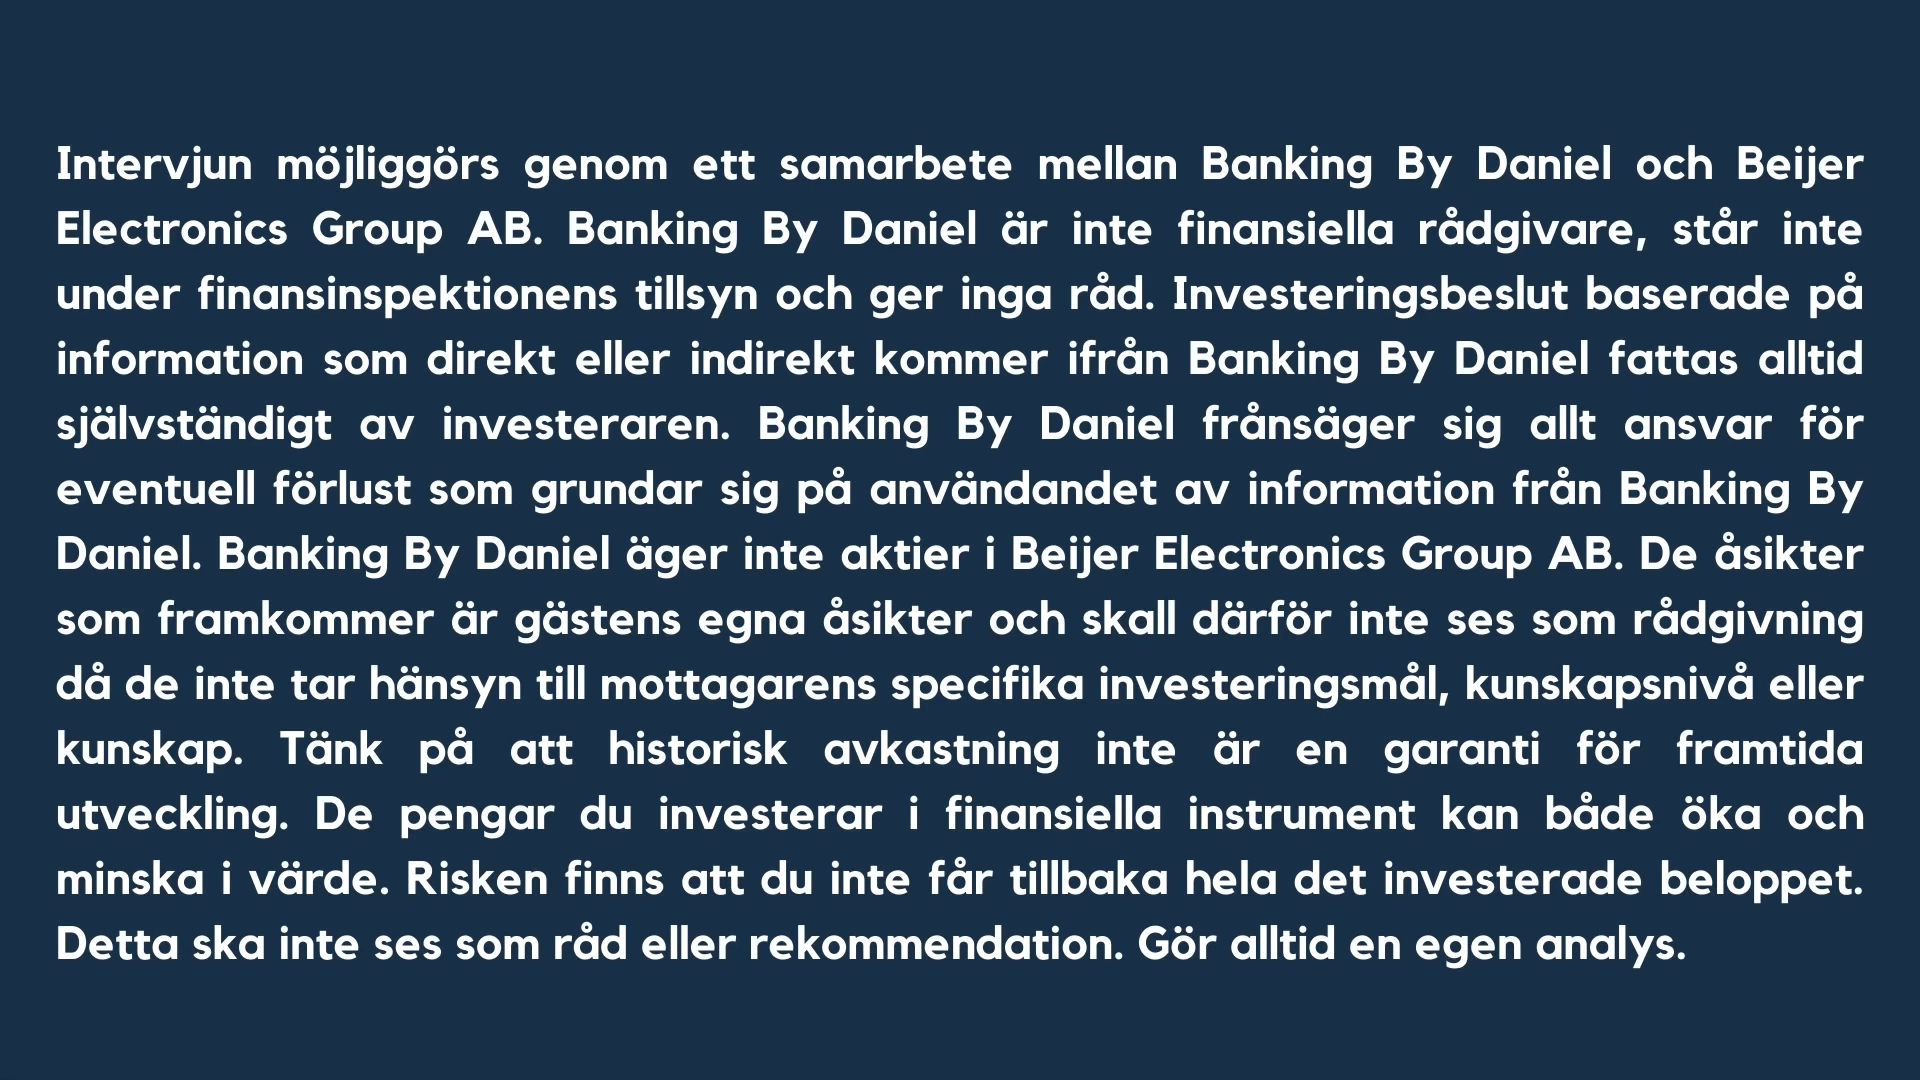 Intervjun möjliggörs genom ett samarbete mellan Banking By Daniel och Beijer
Electronics Group AB. Banking By Daniel är inte finansiella rådgivare, står inte
under finansinspektionens tillsyn och ger inga råd. Investeringsbeslut baserade på
information som direkt eller indirekt kommer ifrån Banking By Daniel fattas alltid
självständigt av investeraren. Banking By Daniel frånsäger sig allt ansvar för
eventuell förlust som grundar sig på användandet av information från Banking By
Daniel. Banking By Daniel äger inte aktier i Beijer Electronics Group AB. De åsikter
som framkommer är gästens egna åsikter och skall därför inte ses som rådgivning
då de inte tar hänsyn till mottagarens specifika investeringsmål, kunskapsnivå eller
kunskap. Tänk på att historisk avkastning inte är en garanti för framtida
utveckling. De pengar du investerar i finansiella instrument kan både öka och
minska i värde. Risken finns att du inte får tillbaka hela det investerade beloppet.
Detta ska inte ses som råd eller rekommendation. Gör alltid en egen analys.